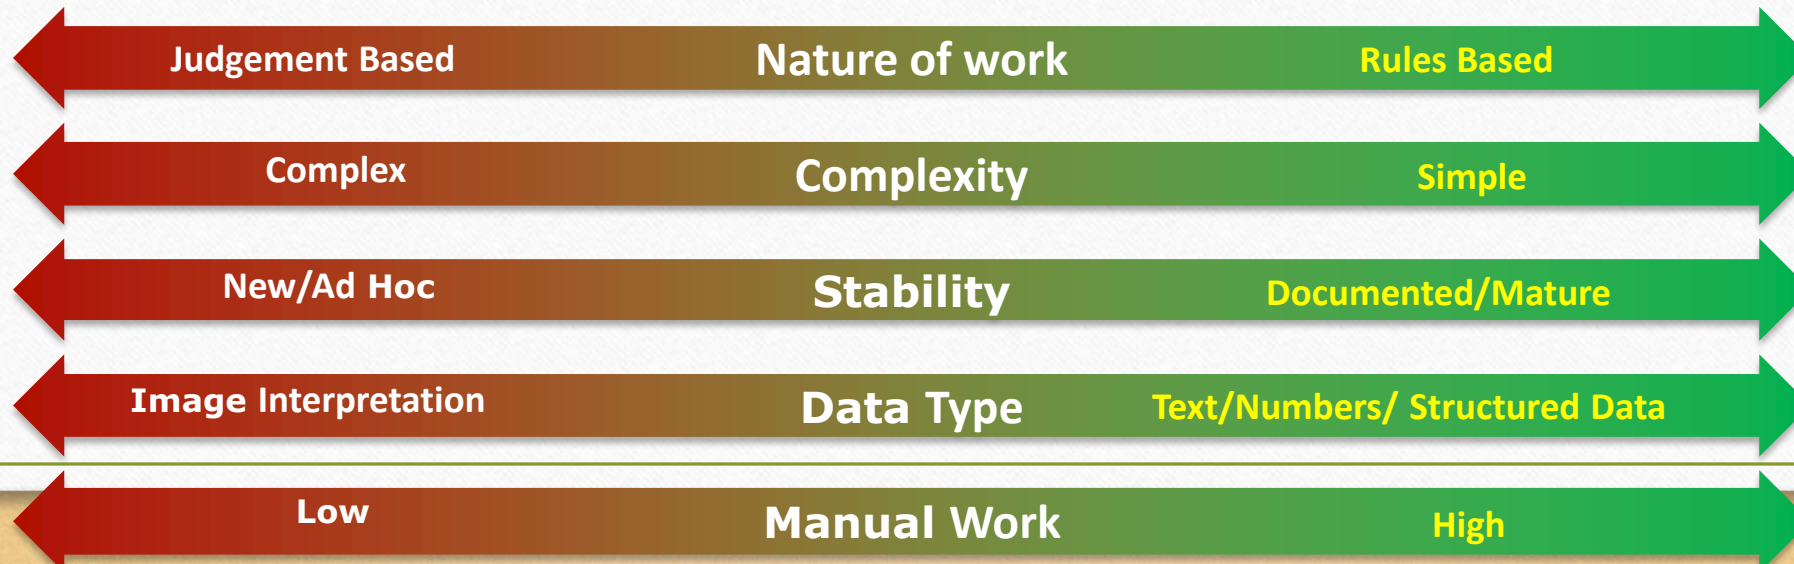 Judgement Based Nature of work Rules Based
Complex Complexity Simple
New/Ad Hoc Stability Documented/Mature
Image Interpretation Data Type Text/Numbers/ Structured Data
Low Manual Work High